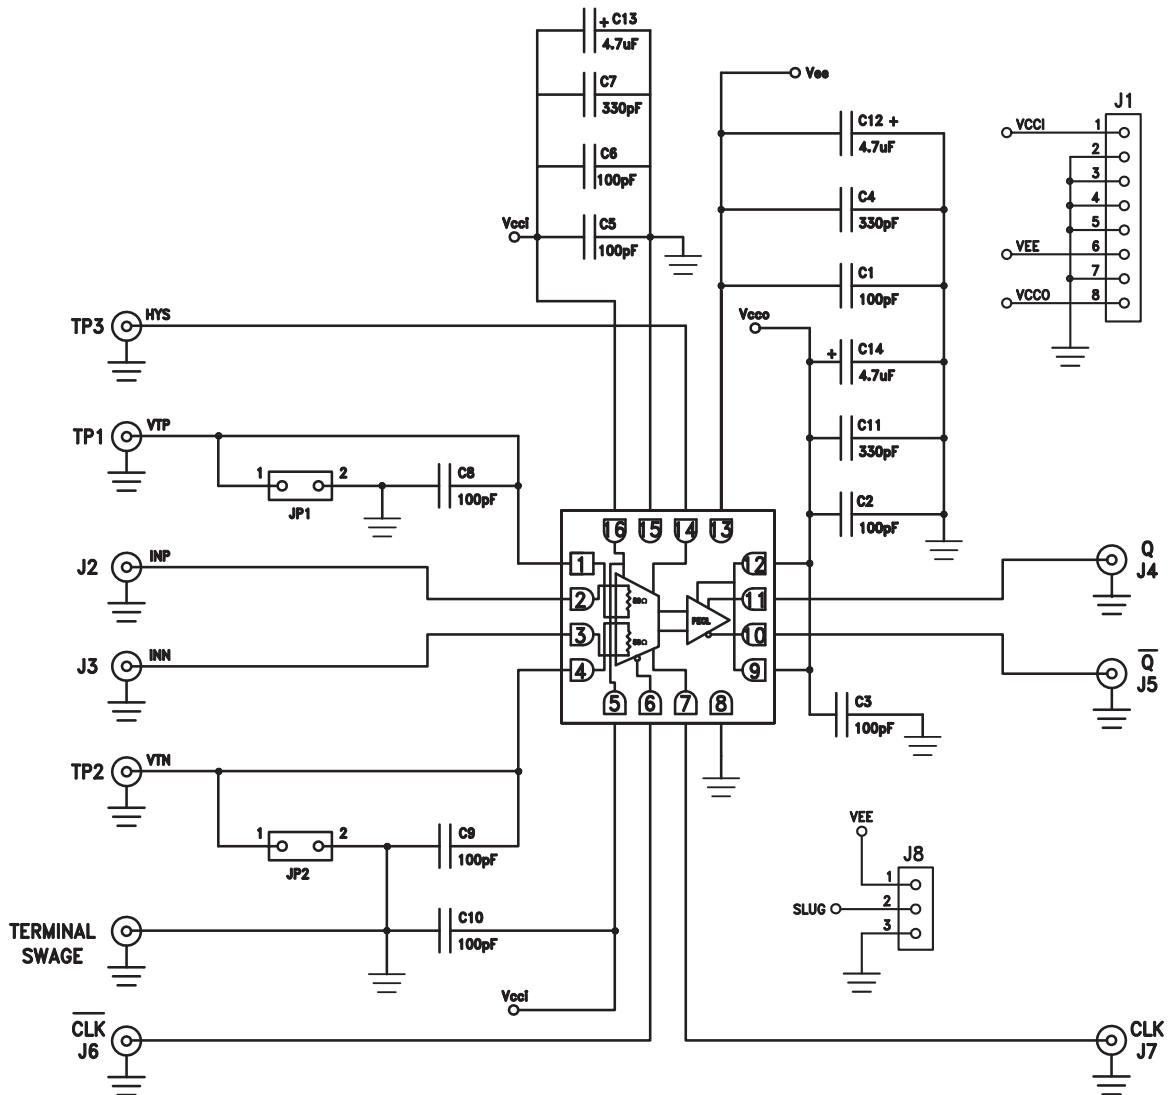 + C13
4.7uF
C7
330pF
C6
100pF
Vcci
C5
100pF
Vee
C12 +
4.7uF
C4
330pF
C1
100pF
Vcco
+
C14
4.7uF
C11
330pF
C2
100pF
J1
VCCI
1
2
3
4
5
VEE
6
7
VCCO
8
TP3
HYS
TP1
VTP
1
2
JP1
C8
100pF
J2
INP
J3
INN
TP2
VTN
1
2
JP2
C9
100pF
TERMINAL
SWAGE
C10
100pF
Vcci
CLK
J6
16
15
14
13
1
2
3
4
12
11
10
9
5
6
7
8
50Ω
50Ω
PECL
Q
J4
Q
J5
C3
100pF
VEE
J8
1
SLUG
2
3
CLK
J7